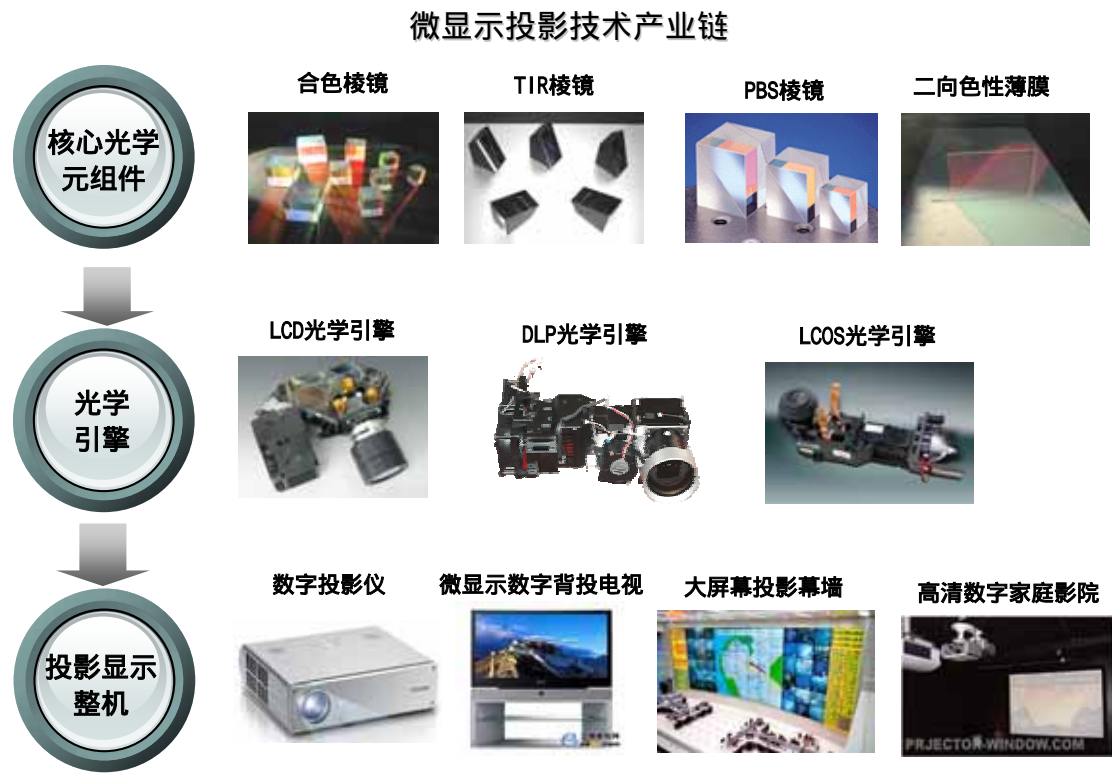 微显示投影技术产业链
核心光学
元组件
合色棱镜
TIR棱镜
PBS棱镜
二向色性薄膜
光学
引擎
LCD光学引擎
DLP光学引擎
LCOS光学引擎
投影显示
整机
数字投影仪
微显示数字背投电视
大屏幕投影幕墙
高清数字家庭影院
PRJECTOR-WINDOW.COM